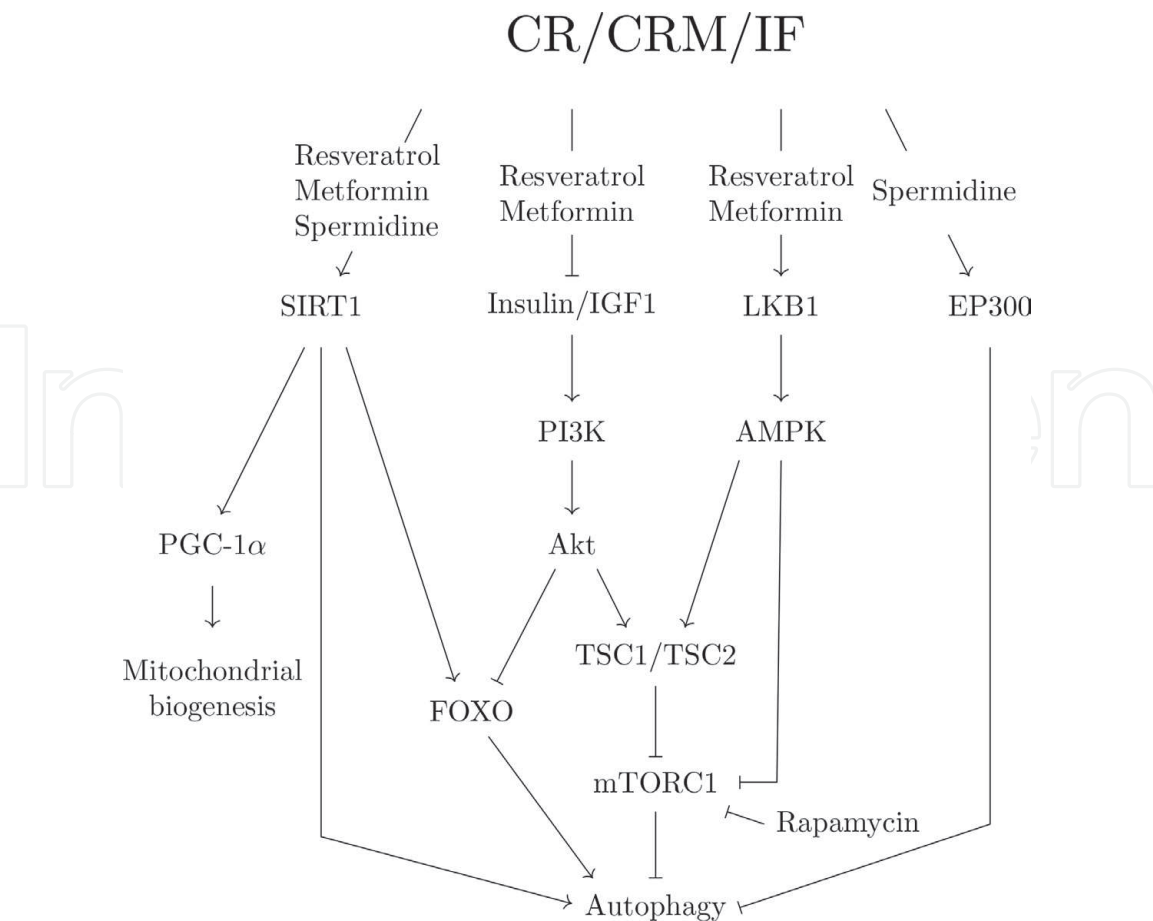 CR/CRM/IF
Resveratrol
Metformin
Spermidine
Resveratrol
Metformin
Resveratrol
Metformin
Spermidine
SIRT1
Insulin/IGF1
LKB1
EP300
PI3K
AMPK
PGC-1α
Akt
TSC1/TSC2
Mitochondrial
biogenesis
FOXO
mTORC1
Rapamycin
Autophagy